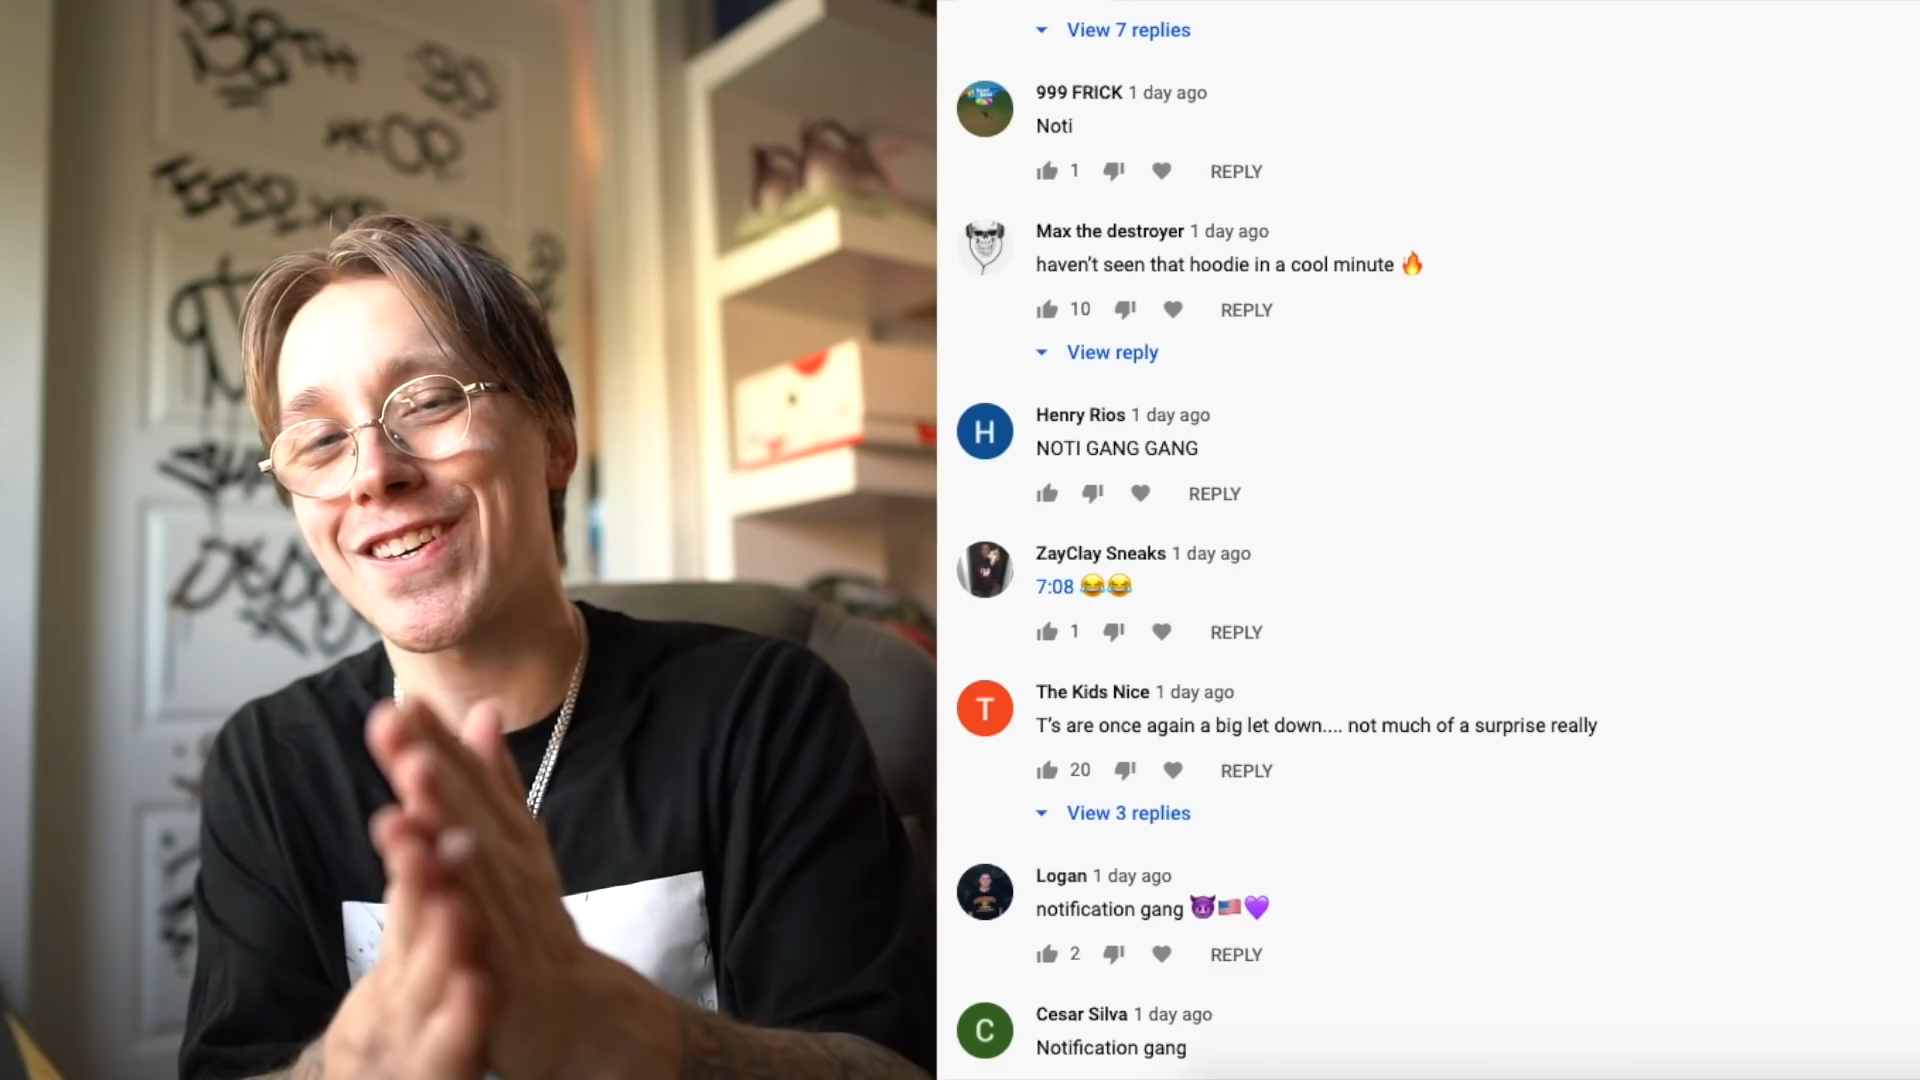 38TH
View 7 replies
999 FRICK 1 day ago
Noti
1 REPLY
Max the destroyer 1 day ago
haven't seen that hoodie in a cool minute 🔥
10 REPLY
View reply
H
Henry Rios 1 day ago
NOTI GANG GANG
REPLY
ZayClay Sneaks 1 day ago
7:08 😂😂
1 REPLY
T
The Kids Nice 1 day ago
T's are once again a big let down.... not much of a surprise really
20 REPLY
View 3 replies
Logan 1 day ago
notification gang 😈🇺🇸💜
2 REPLY
C
Cesar Silva 1 day ago
Notification gang